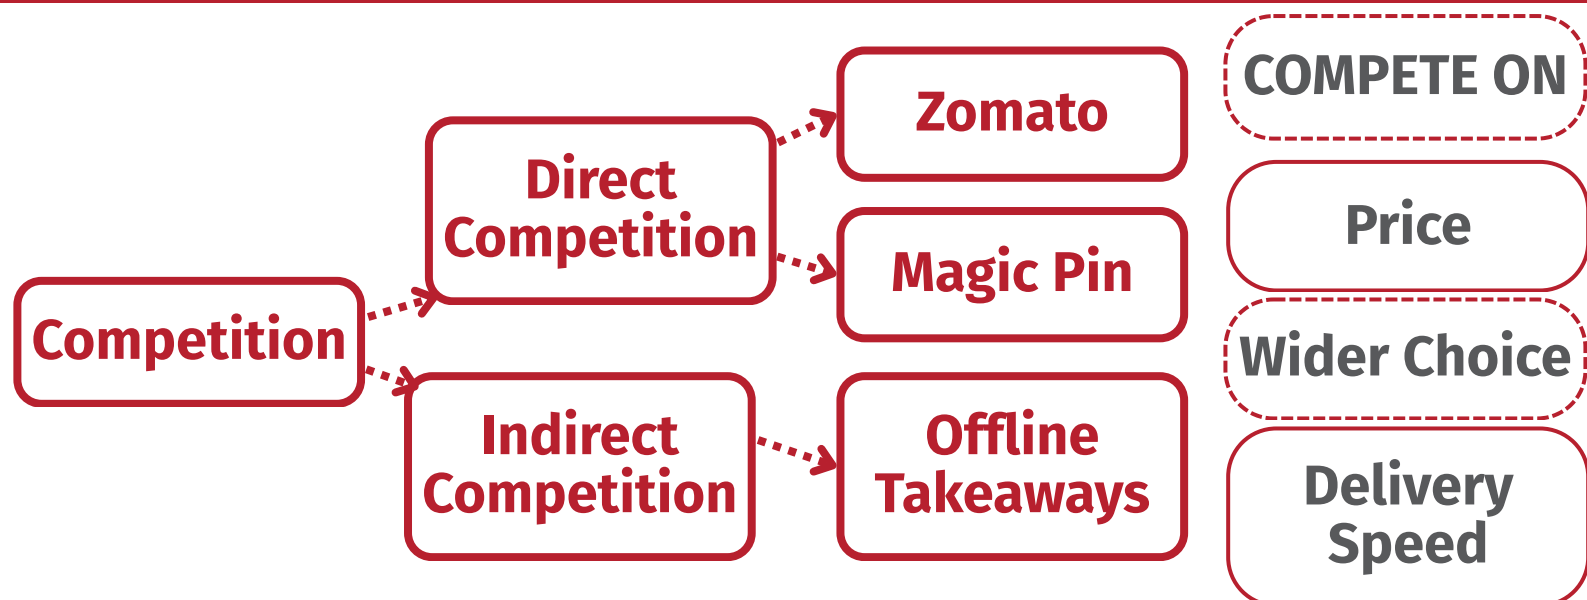 Competition
Direct
Competition
Indirect
Competition
Zomato
Magic Pin
Offline
Takeaways
COMPETE ON
Price
Wider Choice
Delivery
Speed